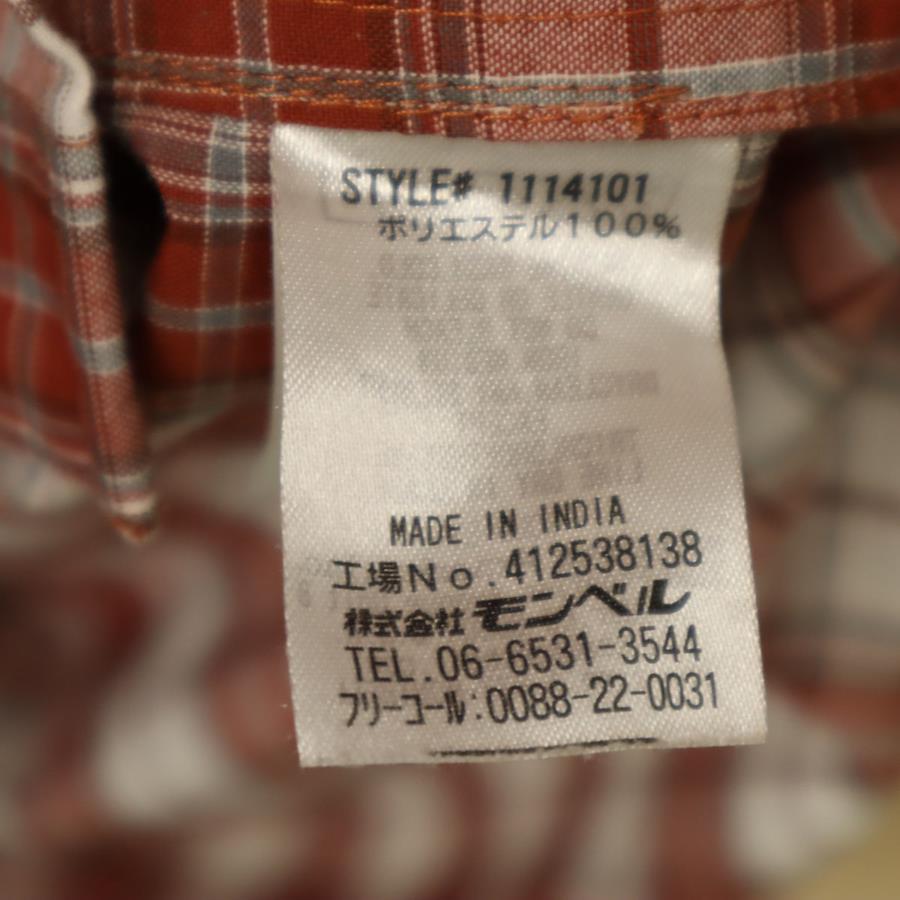 STYLE# 1114101
ポリエステル100%
MADE IN INDIA
工場No.412538138
株式会社モンベル
TEL.06-6531-3544
フリーコール:0088-22-0031